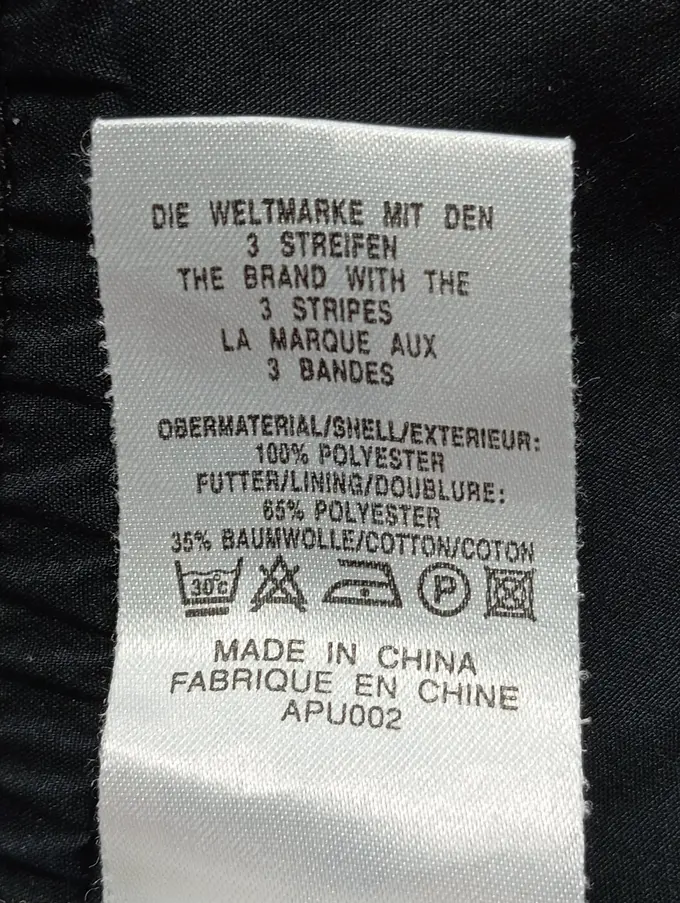 DIE WELTMARKE MIT DEN
3 STREIFEN
THE BRAND WITH THE
3 STRIPES
LA MARQUE AUX
3 BANDES
OBERMATERIAL/SHELL/EXTERIEUR:
100% POLYESTER
FUTTER/LINING/DOUBLURE:
65% POLYESTER
35% BAUMWOLLE/COTTON/COTON
30°C P
MADE IN CHINA
FABRIQUE EN CHINE
APU002